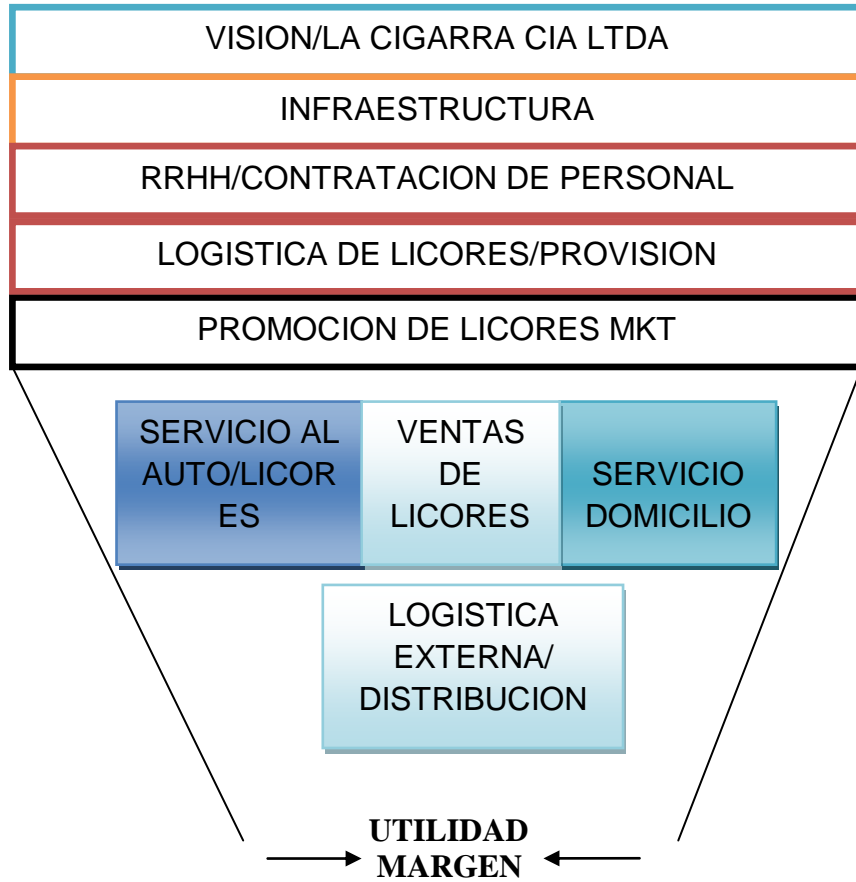 VISION/LA CIGARRA CIA LTDA
INFRAESTRUCTURA
RRHH/CONTRATACION DE PERSONAL
LOGISTICA DE LICORES/PROVISION
PROMOCION DE LICORES MKT
SERVICIO AL
AUTO/LICOR
ES
VENTAS
DE
LICORES
SERVICIO
DOMICILIO
LOGISTICA
EXTERNA/
DISTRIBUCION
UTILIDAD
MARGEN